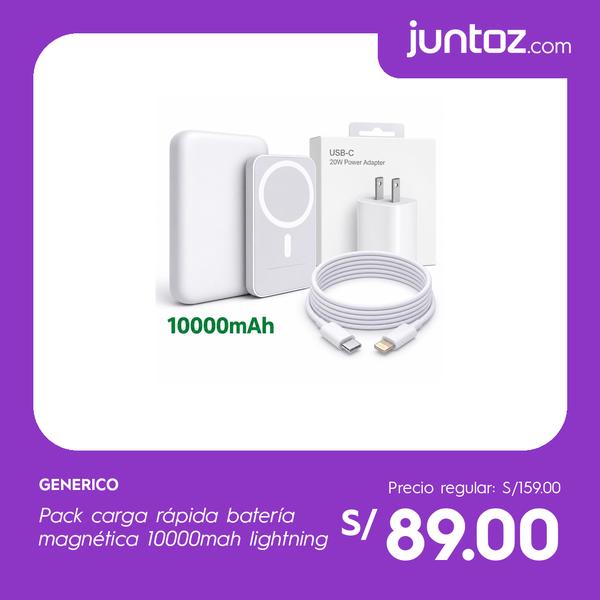 juntoz.com
USB-C
20W Power Adapter
10000mAh
GENERICO
Pack carga rápida batería
magnética 10000mah lightning
Precio regular: S/159.00
S/89.00